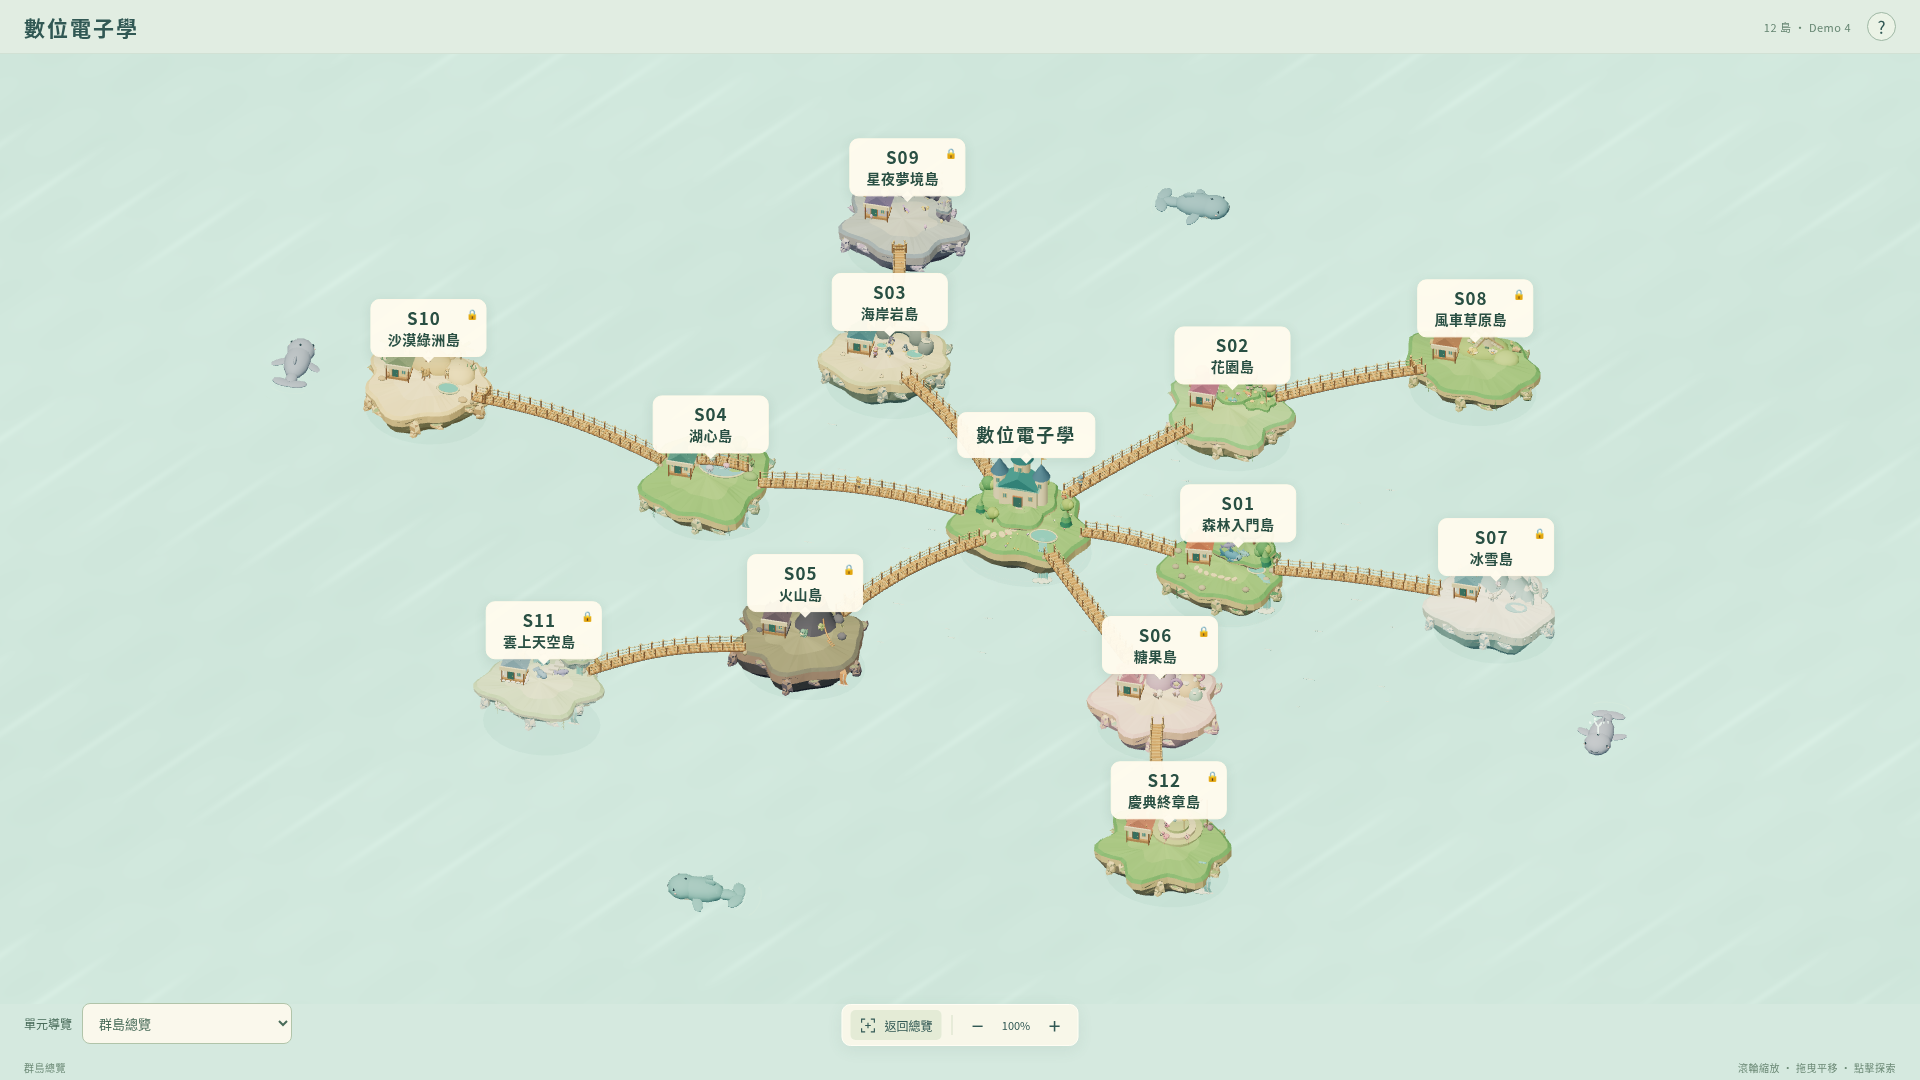 數位電子學
12 島 · Demo 4
?
S09
星夜夢境島
S03
海岸岩島
S10
沙漠綠洲島
S08
風車草原島
S02
花園島
S04
湖心島
數位電子學
S01
森林入門島
S07
冰雪島
S05
火山島
S11
雲上天空島
S06
糖果島
S12
慶典終章島
單元導覽
群島總覽
返回總覽
− 100% +
群島總覽
滾輪縮放 · 拖曳平移 · 點擊探索